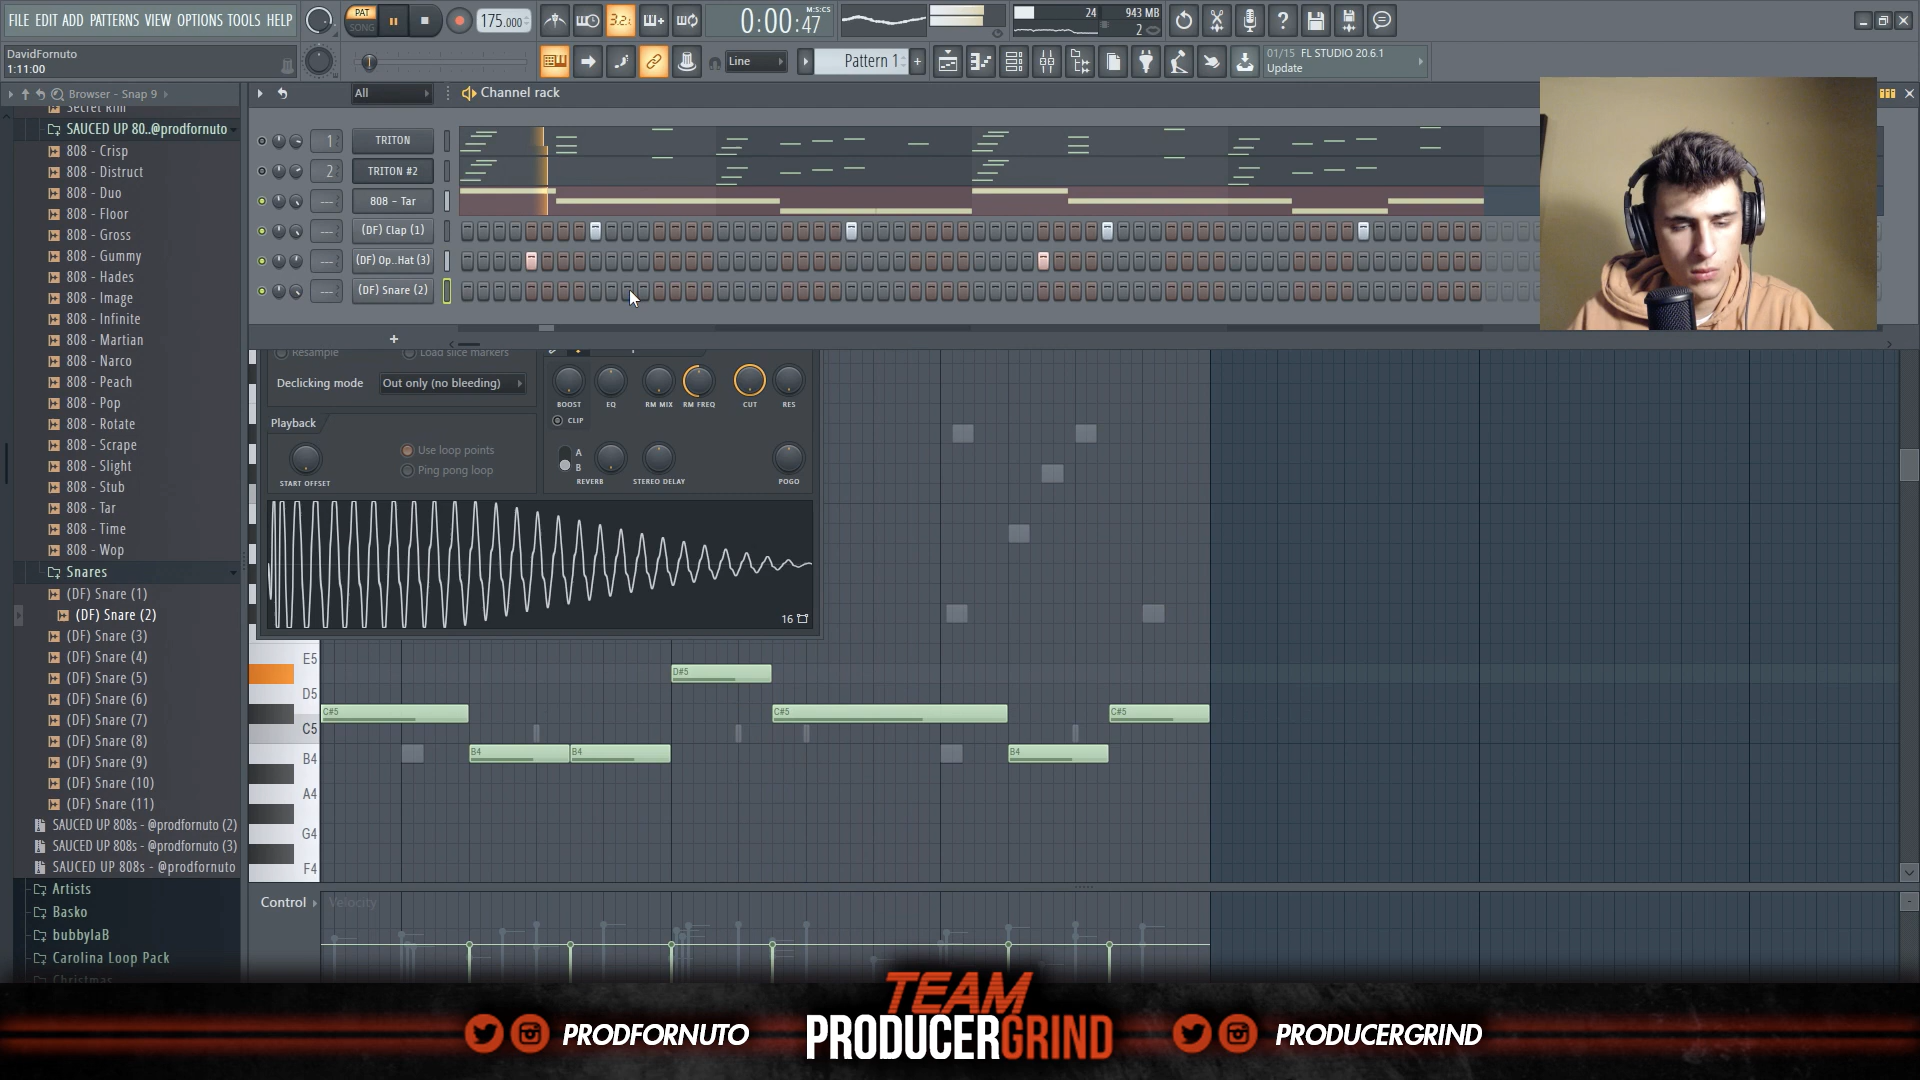 FILE EDIT ADD PATTERNS VIEW OPTIONS TOOLS HELP
PAT
SONG
175.000
3.2.
0:00:47
M:S:CS
24
943 MB
2
DavidFornuto
1:11:00
Line
Pattern 1
01/15 FL STUDIO 20.6.1
Update
Browser - Snap 9
All
Channel rack
Secret Rim
SAUCED UP 80..@prodfornuto
808 - Crisp
808 - Distruct
808 - Duo
808 - Floor
808 - Gross
808 - Gummy
808 - Hades
808 - Image
808 - Infinite
808 - Martian
808 - Narco
808 - Peach
808 - Pop
808 - Rotate
808 - Scrape
808 - Slight
808 - Stub
808 - Tar
808 - Time
808 - Wop
Snares
(DF) Snare (1)
(DF) Snare (2)
(DF) Snare (3)
(DF) Snare (4)
(DF) Snare (5)
(DF) Snare (6)
(DF) Snare (7)
(DF) Snare (8)
(DF) Snare (9)
(DF) Snare (10)
(DF) Snare (11)
SAUCED UP 808s - @prodfornuto (2)
SAUCED UP 808s - @prodfornuto (3)
SAUCED UP 808s - @prodfornuto
Artists
Basko
bubbylaB
Carolina Loop Pack
Christmas
1 TRITON
2 TRITON #2
--- 808 - Tar
--- (DF) Clap (1)
--- (DF) Op..Hat (3)
--- (DF) Snare (2)
+
Resample
Load slice markers
Declicking mode
Out only (no bleeding)
Playback
START OFFSET
Use loop points
Ping pong loop
BOOST
EQ
RM MIX
RM FREQ
CUT
RES
CLIP
A
B
REVERB
STEREO DELAY
POGO
16
E5
D5
C5
B4
A4
G4
F4
D#5
C#5
C#5
C#5
B4
B4
B4
Control
Velocity
TEAM
PRODUCERGRIND
PRODFORNUTO
PRODUCERGRIND